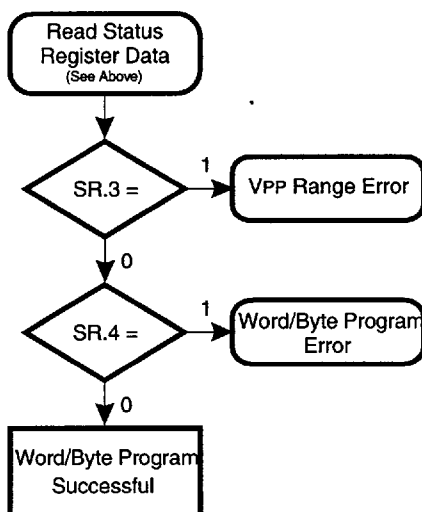 Read Status
Register Data
(See Above)
SR.3 =
1
VPP Range Error
0
SR.4 =
1
Word/Byte Program
Error
0
Word/Byte Program
Successful